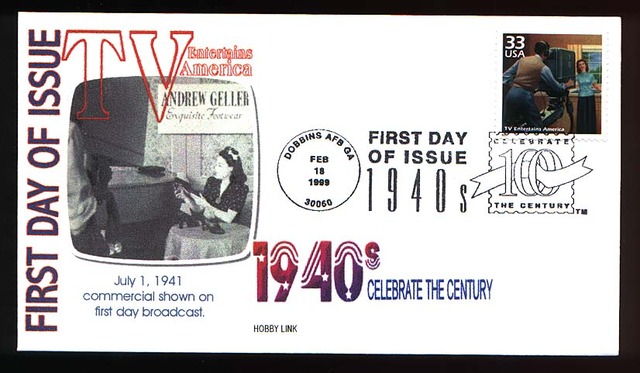 FIRST DAY OF ISSUE
TV
Entertains
America
ANDREW GELLER
Exquisite Footwear
July 1, 1941
commercial shown on
first day broadcast.
33
USA
TV Entertains America
DOBBINS AFB GA
FEB
18
1999
30060
FIRST DAY
OF ISSUE
1940s
CELEBRATE
100
THE CENTURY
TM
1940s
CELEBRATE THE CENTURY
HOBBY LINK